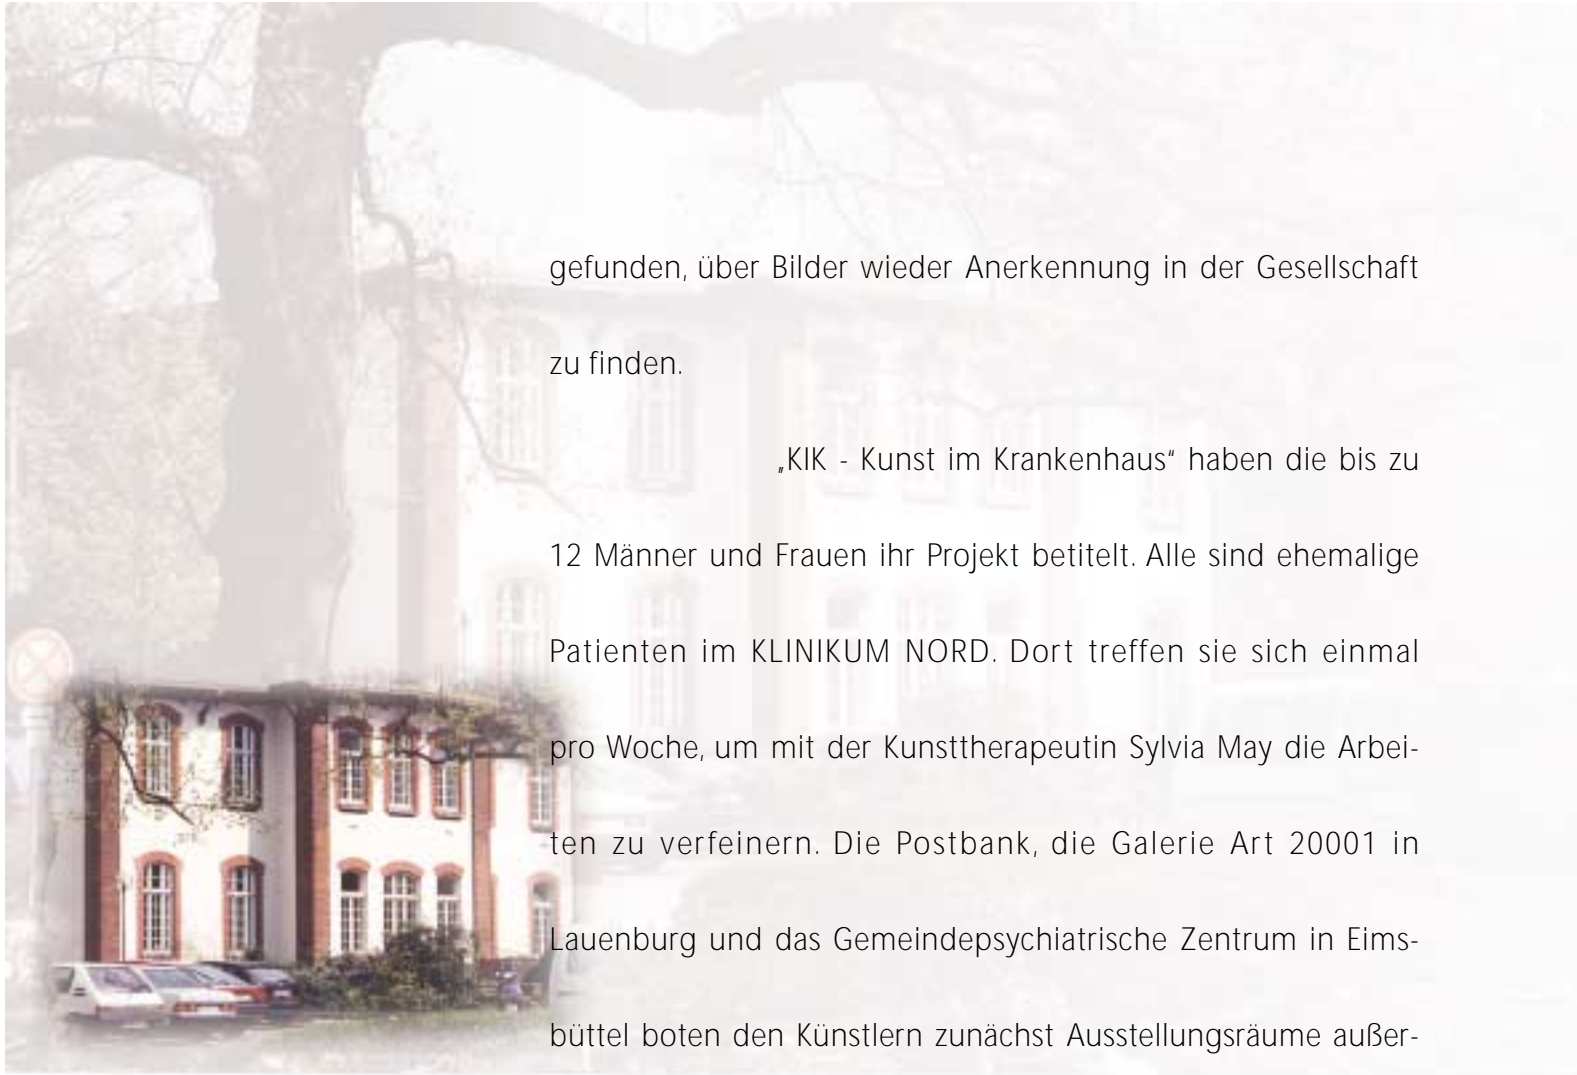 gefunden, über Bilder wieder Anerkennung in der Gesellschaft
zu finden.
„KIK - Kunst im Krankenhaus“ haben die bis zu
12 Männer und Frauen ihr Projekt betitelt. Alle sind ehemalige
Patienten im KLINIKUM NORD. Dort treffen sie sich einmal
pro Woche, um mit der Kunsttherapeutin Sylvia May die Arbei-
ten zu verfeinern. Die Postbank, die Galerie Art 20001 in
Lauenburg und das Gemeindepsychiatrische Zentrum in Eims-
büttel boten den Künstlern zunächst Ausstellungsräume außer-